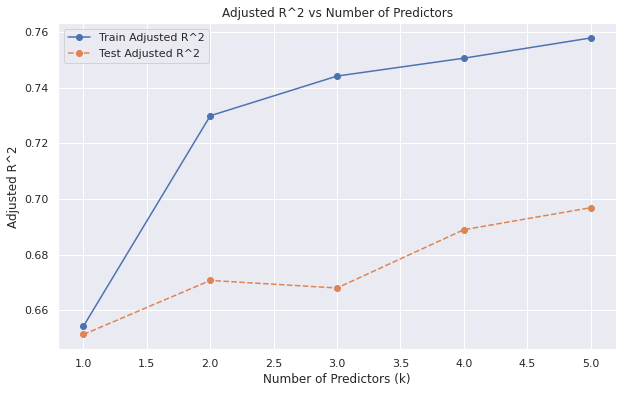 Adjusted R^2 vs Number of Predictors
Train Adjusted R^2
Test Adjusted R^2
0.76
0.74
0.72
0.70
0.68
0.66
Adjusted R^2
1.0 1.5 2.0 2.5 3.0 3.5 4.0 4.5 5.0
Number of Predictors (k)